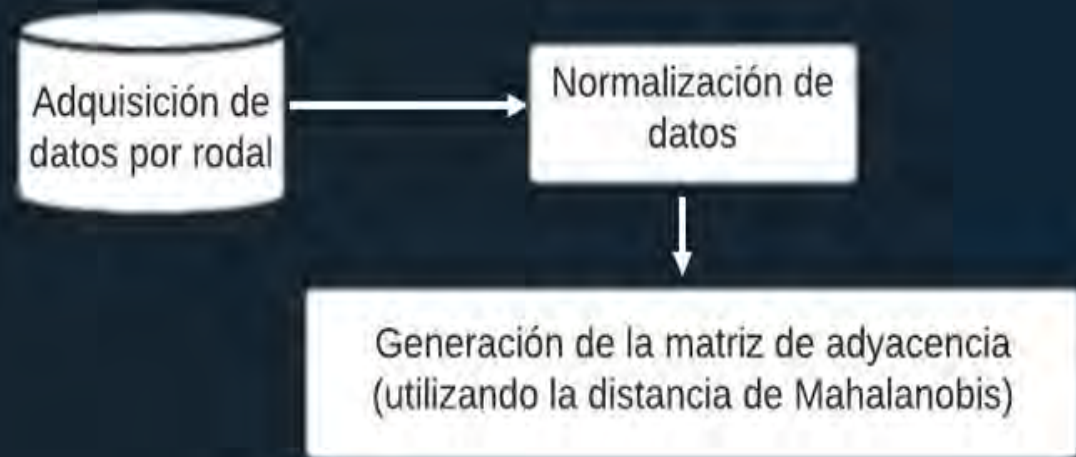 Adquisición de
datos por rodal
Normalización de
datos
Generación de la matriz de adyacencia
(utilizando la distancia de Mahalanobis)